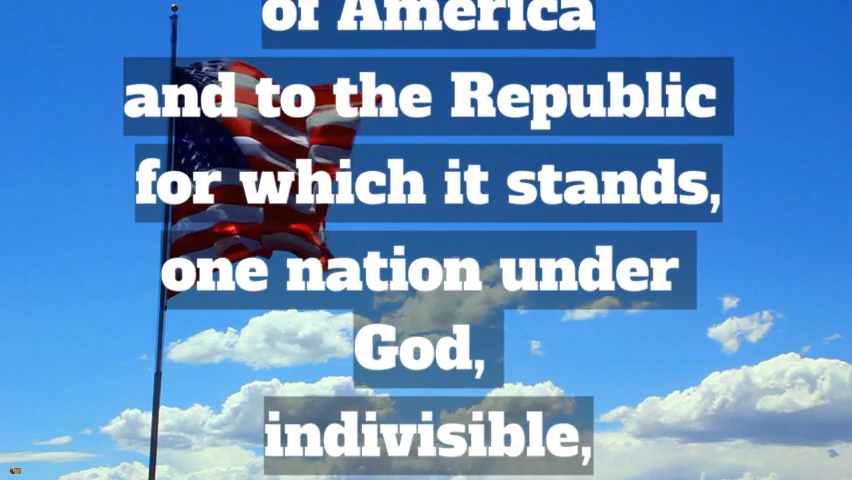 of America
and to the Republic
for which it stands,
one nation under
God,
indivisible,